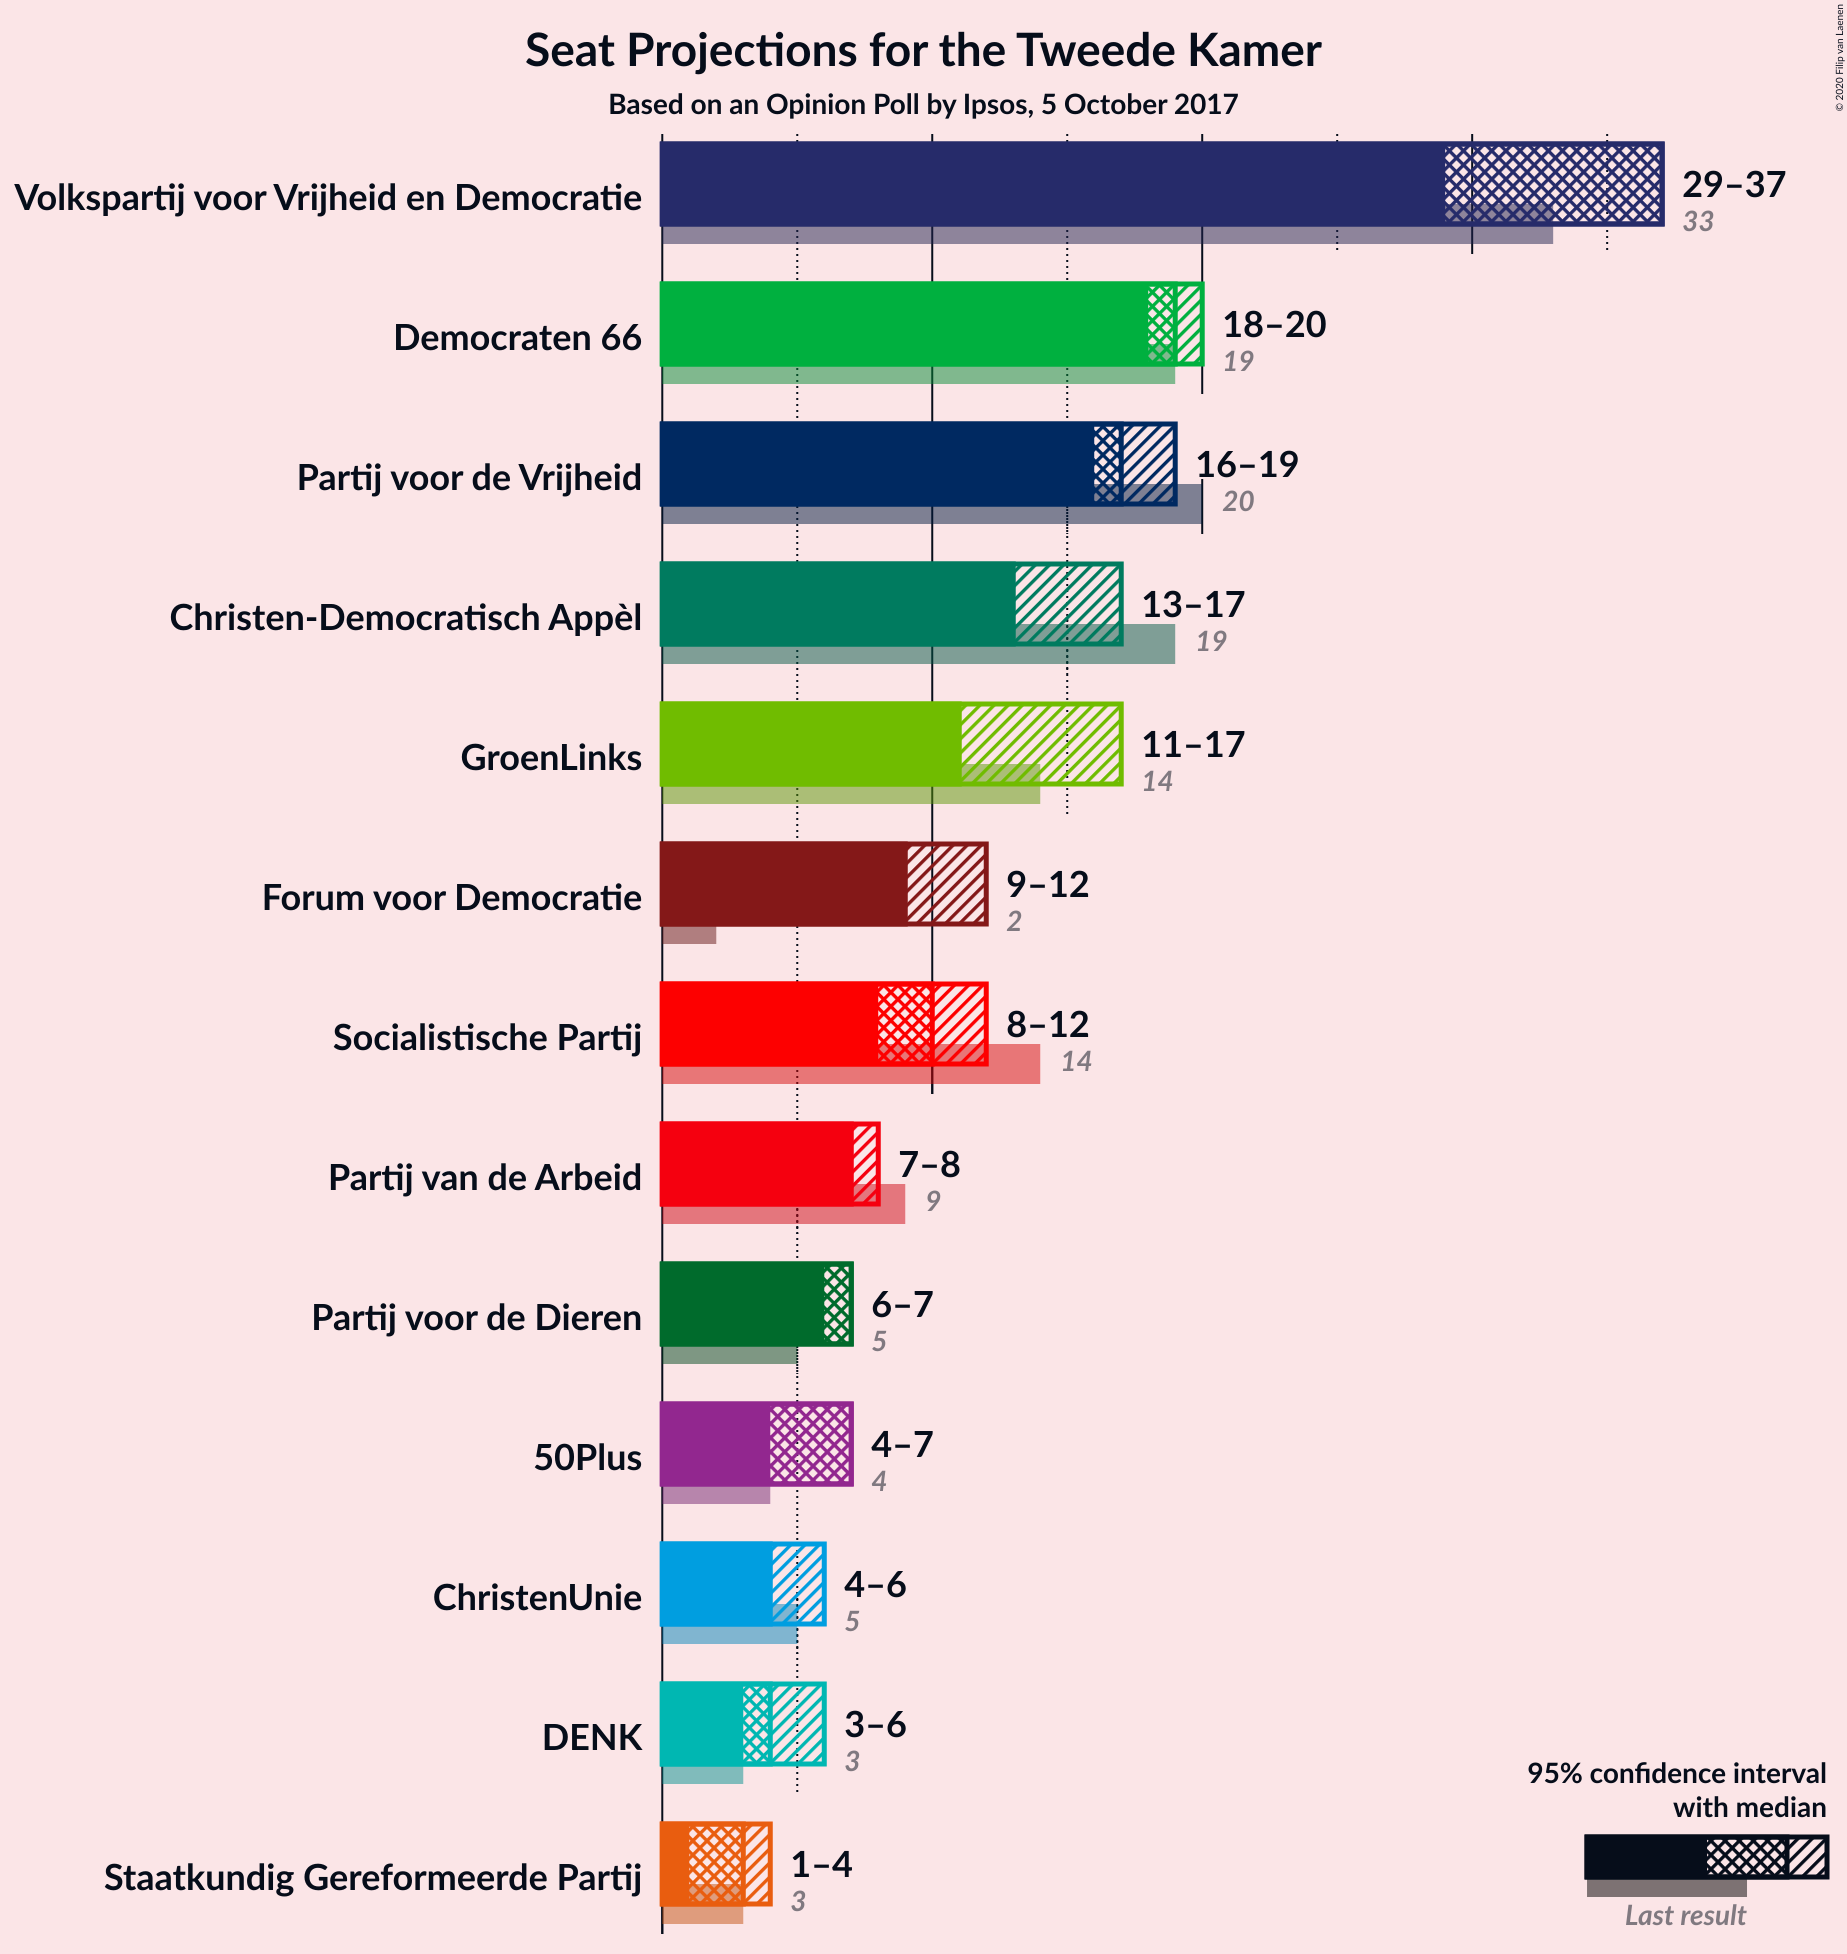 Seat Projections for the Tweede Kamer
Based on an Opinion Poll by Ipsos, 5 October 2017
© 2020 Filip van Laenen
Volkspartij voor Vrijheid en Democratie
29–37
33
Democraten 66
18–20
19
Partij voor de Vrijheid
16–19
20
Christen-Democratisch Appèl
13–17
19
GroenLinks
11–17
14
Forum voor Democratie
9–12
2
Socialistische Partij
8–12
14
Partij van de Arbeid
7–8
9
Partij voor de Dieren
6–7
5
50Plus
4–7
4
ChristenUnie
4–6
5
DENK
3–6
3
Staatkundig Gereformeerde Partij
1–4
3
95% confidence interval
with median
Last result